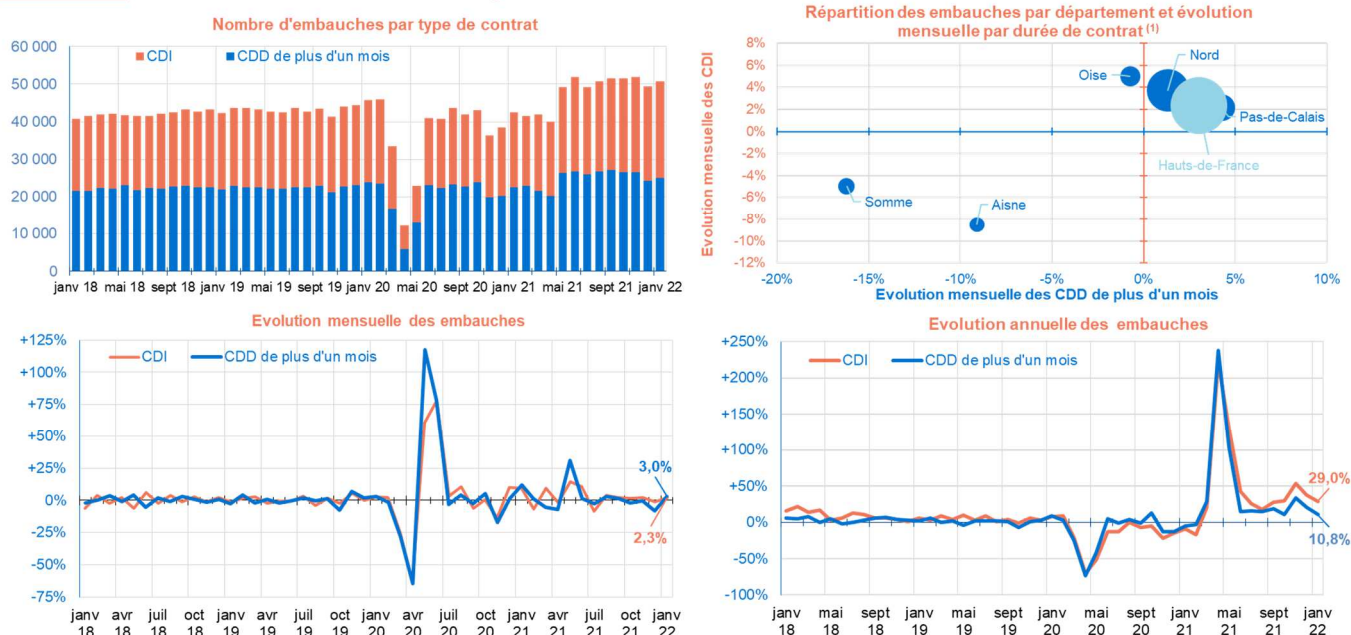 Nombre d'embauches par type de contrat
60 000
50 000
40 000
30 000
20 000
10 000
0
CDI
CDD de plus d'un mois
janv 18 mai 18 sept 18 janv 19 mai 19 sept 19 janv 20 mai 20 sept 20 janv 21 mai 21 sept 21 janv 22
Répartition des embauches par département et évolution
mensuelle par durée de contrat (1)
Evolution mensuelle des CDI
8%
6%
4%
2%
0%
-2%
-4%
-6%
-8%
-10%
-12%
Nord
Oise
Pas-de-Calais
Hauts-de-France
Somme
Aisne
-20% -15% -10% -5% 0% 5% 10%
Evolution mensuelle des CDD de plus d'un mois
Evolution mensuelle des embauches
+125%
+100%
+75%
+50%
+25%
0%
-25%
-50%
-75%
CDI
CDD de plus d'un mois
3,0%
2,3%
janv avr juil oct janv avr juil oct janv avr juil oct janv avr juil oct janv
18 18 18 18 19 19 19 19 20 20 20 20 21 21 21 21 22
Evolution annuelle des embauches
+250%
+200%
+150%
+100%
+50%
+0%
-50%
-100%
CDI
CDD de plus d'un mois
29,0%
10,8%
janv mai sept janv mai sept janv mai sept janv mai sept janv
18 18 18 19 19 19 20 20 20 21 21 21 22